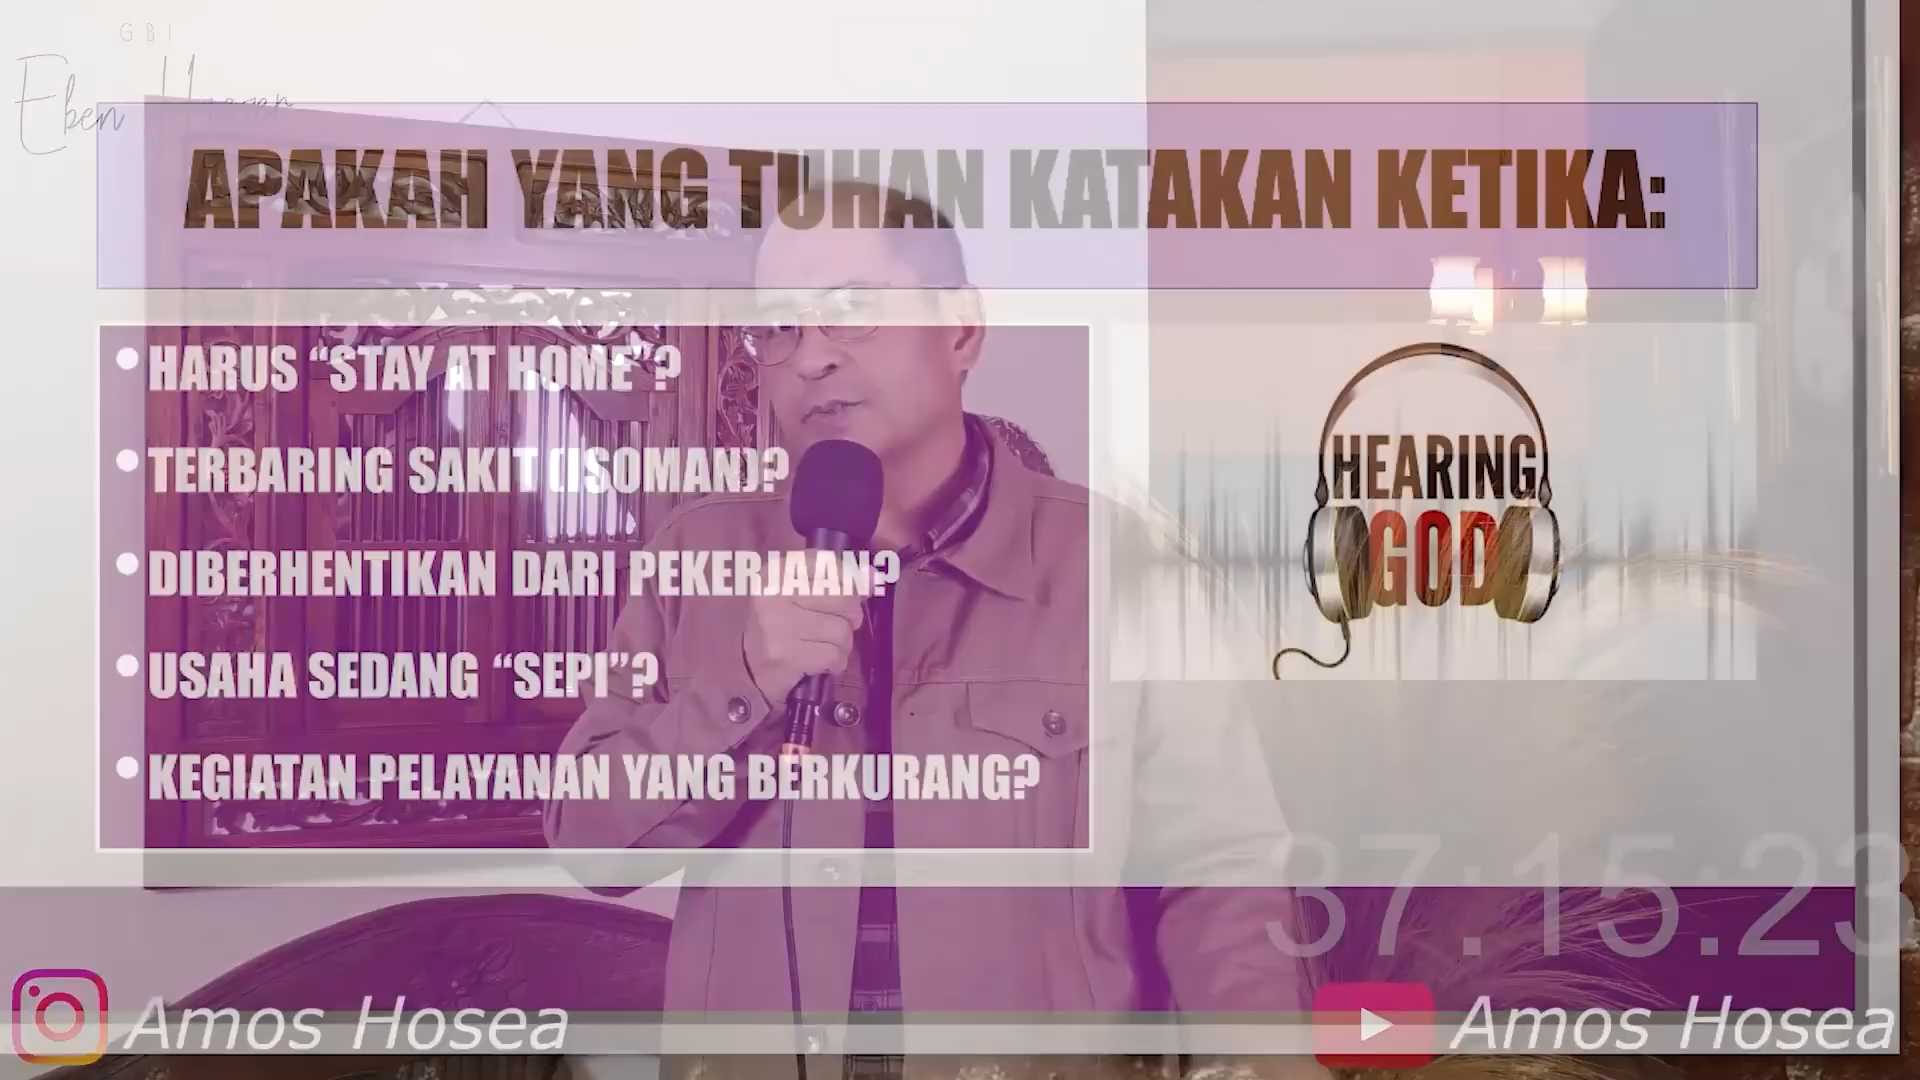 GBI
Eben Haezer
APAKAH YANG TUHAN KATAKAN KETIKA:
• HARUS “STAY AT HOME”?
• TERBARING SAKIT (ISOMAN)?
• DIBERHENTIKAN DARI PEKERJAAN?
• USAHA SEDANG “SEPI”?
• KEGIATAN PELAYANAN YANG BERKURANG?
HEARING
GOD
37:15:23
Amos Hosea
Amos Hosea